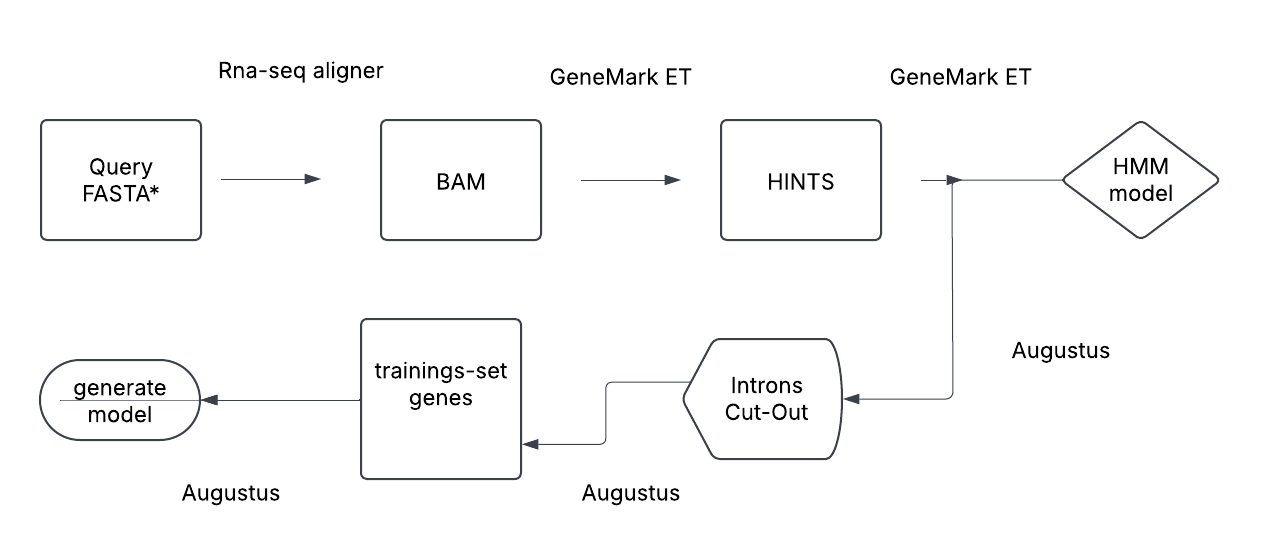 Rna-seq aligner
GeneMark ET
GeneMark ET
Query
FASTA*
BAM
HINTS
HMM
model
Augustus
generate
model
trainings-set
genes
Introns
Cut-Out
Augustus
Augustus